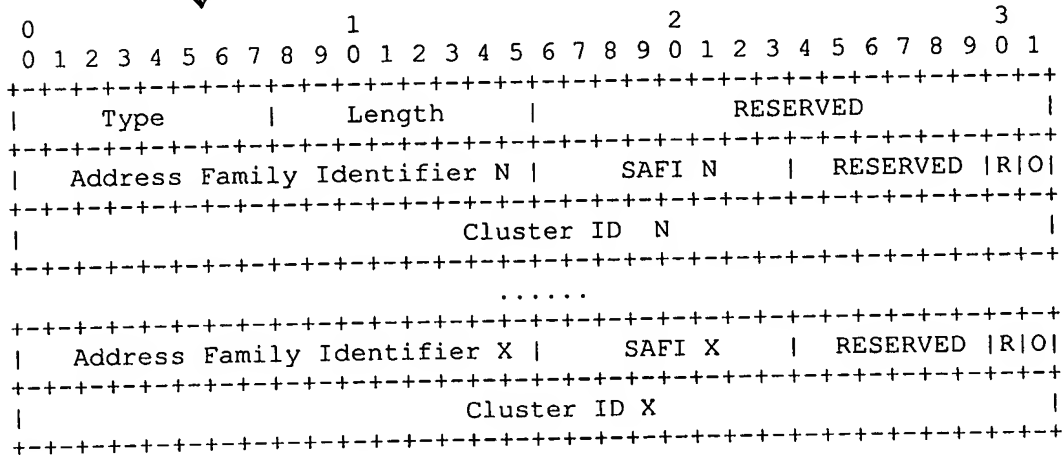 0                   1                   2                   3
0 1 2 3 4 5 6 7 8 9 0 1 2 3 4 5 6 7 8 9 0 1 2 3 4 5 6 7 8 9 0 1
+-+-+-+-+-+-+-+-+-+-+-+-+-+-+-+-+-+-+-+-+-+-+-+-+-+-+-+-+-+-+-+-+
|     Type      |    Length     |            RESERVED           |
+-+-+-+-+-+-+-+-+-+-+-+-+-+-+-+-+-+-+-+-+-+-+-+-+-+-+-+-+-+-+-+-+
|   Address Family Identifier N |     SAFI N    |  RESERVED |R|O|
+-+-+-+-+-+-+-+-+-+-+-+-+-+-+-+-+-+-+-+-+-+-+-+-+-+-+-+-+-+-+-+-+
|                           Cluster ID  N                       |
+-+-+-+-+-+-+-+-+-+-+-+-+-+-+-+-+-+-+-+-+-+-+-+-+-+-+-+-+-+-+-+-+
......
+-+-+-+-+-+-+-+-+-+-+-+-+-+-+-+-+-+-+-+-+-+-+-+-+-+-+-+-+-+-+-+-+
|   Address Family Identifier X |     SAFI X    |  RESERVED |R|O|
+-+-+-+-+-+-+-+-+-+-+-+-+-+-+-+-+-+-+-+-+-+-+-+-+-+-+-+-+-+-+-+-+
|                           Cluster ID X                        |
+-+-+-+-+-+-+-+-+-+-+-+-+-+-+-+-+-+-+-+-+-+-+-+-+-+-+-+-+-+-+-+-+